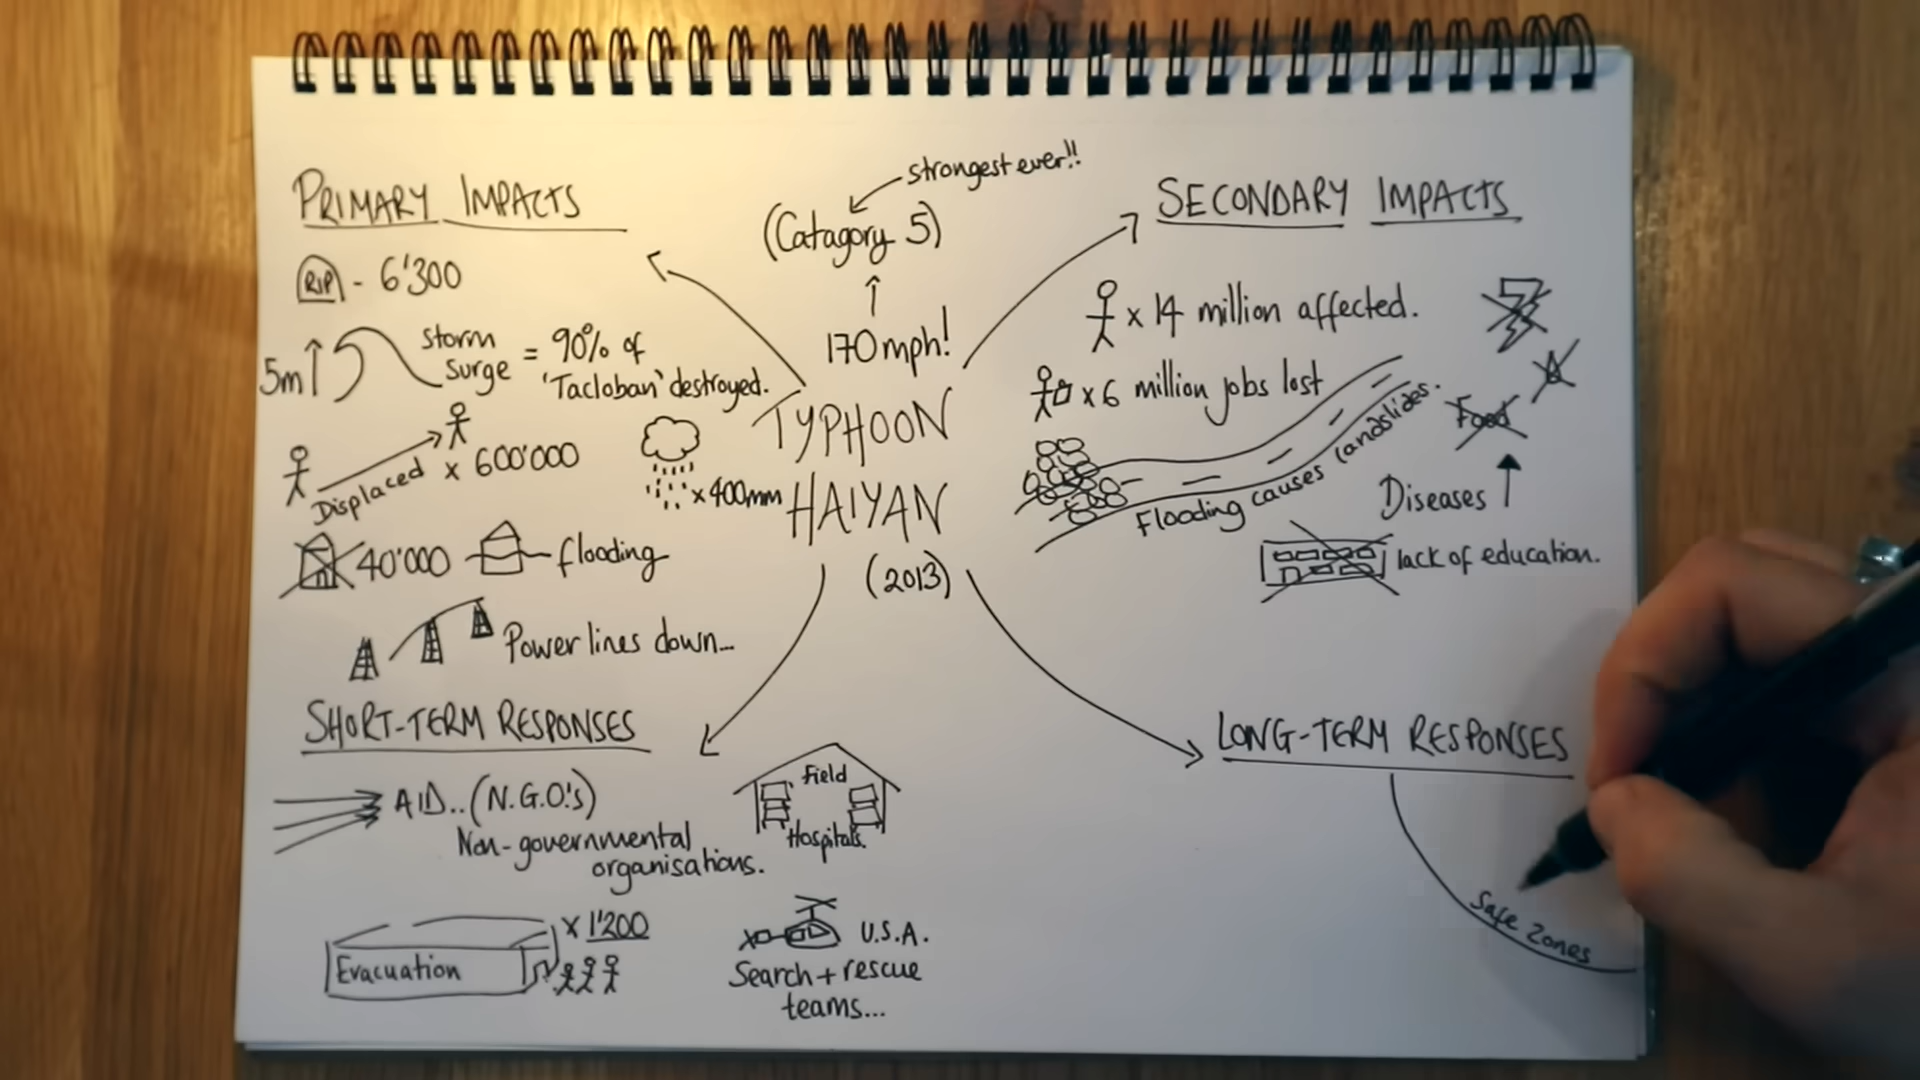 strongest ever!!
(Catagory 5)
170mph!
TYPHOON
HAIYAN
(2013)
x 400mm
PRIMARY IMPACTS
RIP - 6'300
5m
Storm
Surge
= 90% of
'Tacloban' destroyed.
Displaced x 600'000
40'000 flooding
Power lines down...
SECONDARY IMPACTS
x 14 million affected.
x 6 million jobs lost
Flooding causes landslides.
Food
Diseases
lack of education.
SHORT-TERM RESPONSES
AID..(N.G.O.'s)
Non-governmental
organisations.
Field
Hospitals.
Evacuation
x 1'200
U.S.A.
Search + rescue
teams...
LONG-TERM RESPONSES
Safe Zones